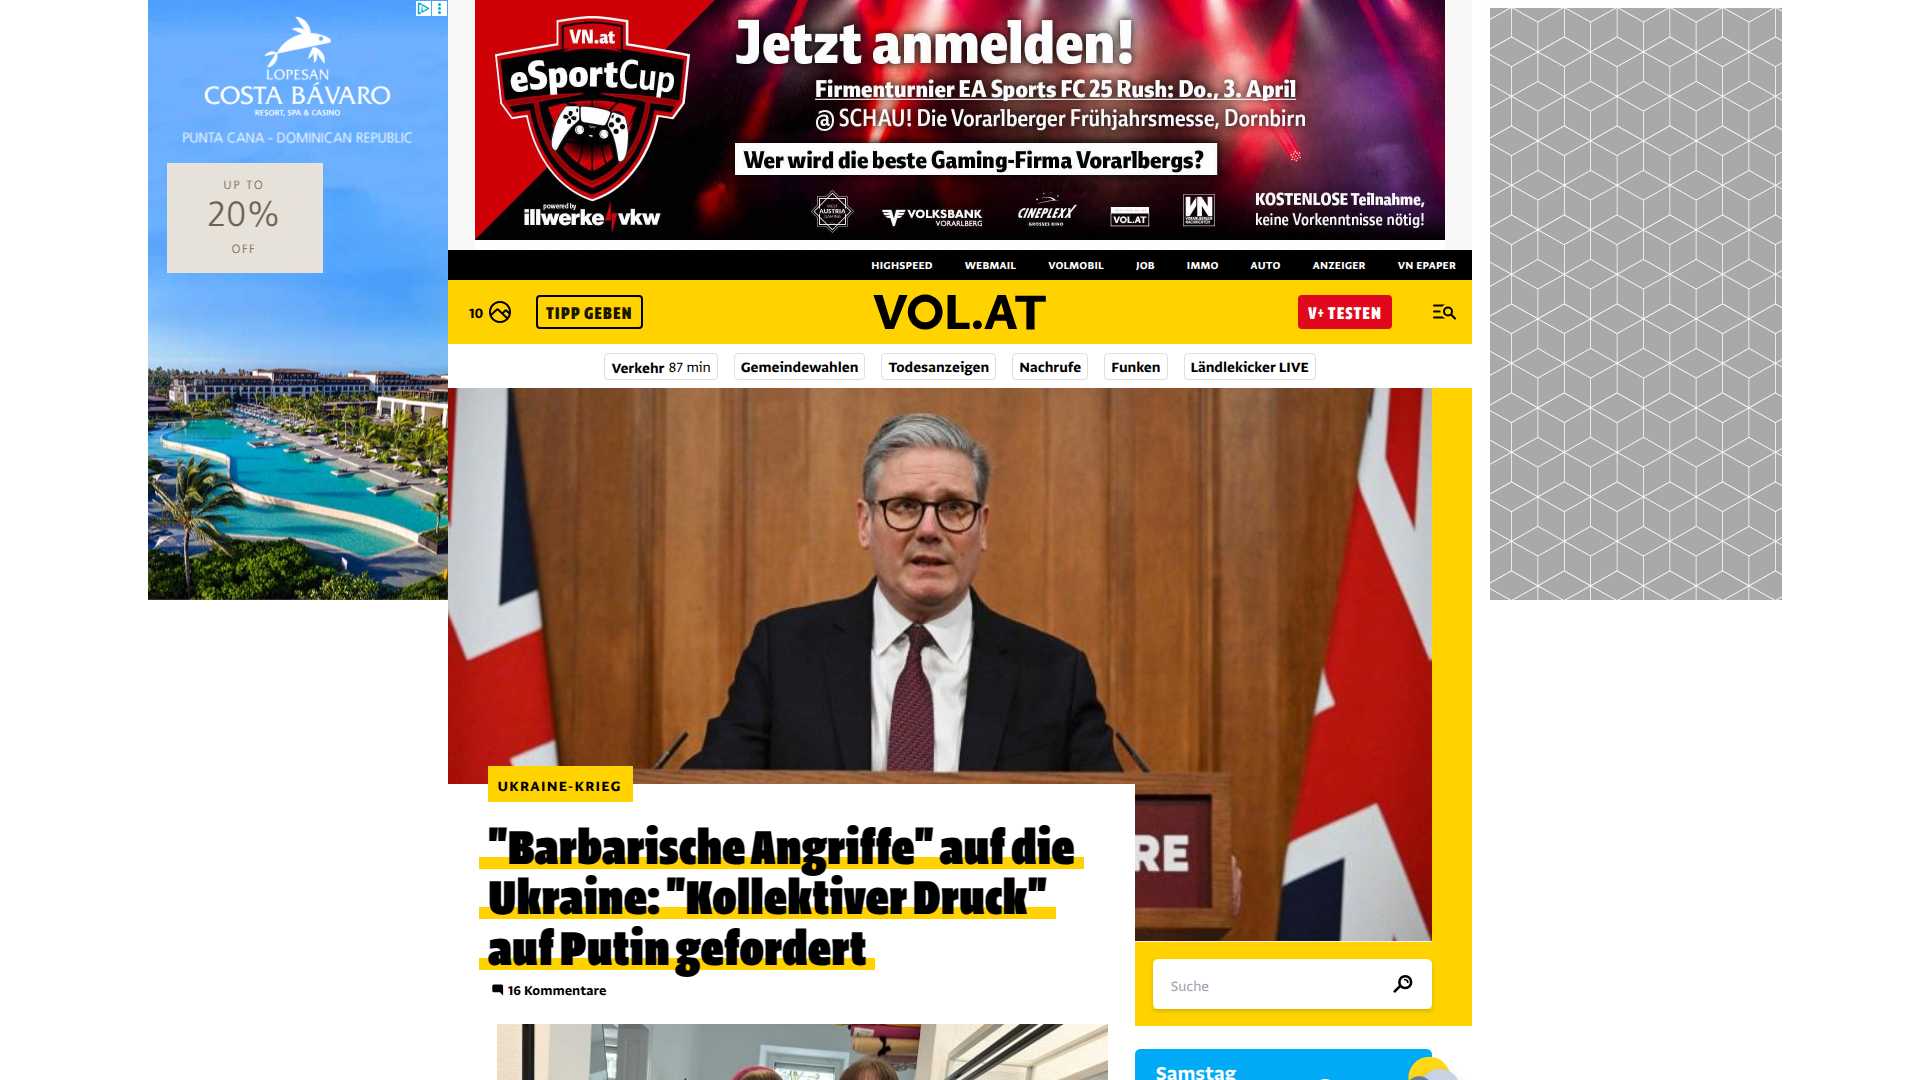 LOPESAN
COSTA BÁVARO
RESORT, SPA & CASINO
PUNTA CANA - DOMINICAN REPUBLIC
UP TO
20%
OFF
VN.at
eSportCup
powered by
illwerke vkw
Jetzt anmelden!
Firmenturnier EA Sports FC 25 Rush: Do., 3. April
@ SCHAU! Die Vorarlberger Frühjahrsmesse, Dornbirn
Wer wird die beste Gaming-Firma Vorarlbergs?
AUSTRIA
VOLKSBANK
VORARLBERG
CINEPLEXX
GROSSES KINO
VOL.AT
VN
KOSTENLOSE Teilnahme,
keine Vorkenntnisse nötig!
HIGHSPEED WEBMAIL VOLMOBIL JOB IMMO AUTO ANZEIGER VN EPAPER
10 TIPP GEBEN VOL.AT V+ TESTEN
Verkehr 87 min Gemeindewahlen Todesanzeigen Nachrufe Funken Ländlekicker LIVE
UKRAINE-KRIEG
"Barbarische Angriffe" auf die
Ukraine: "Kollektiver Druck"
auf Putin gefordert
16 Kommentare
RE
Suche
Samstag